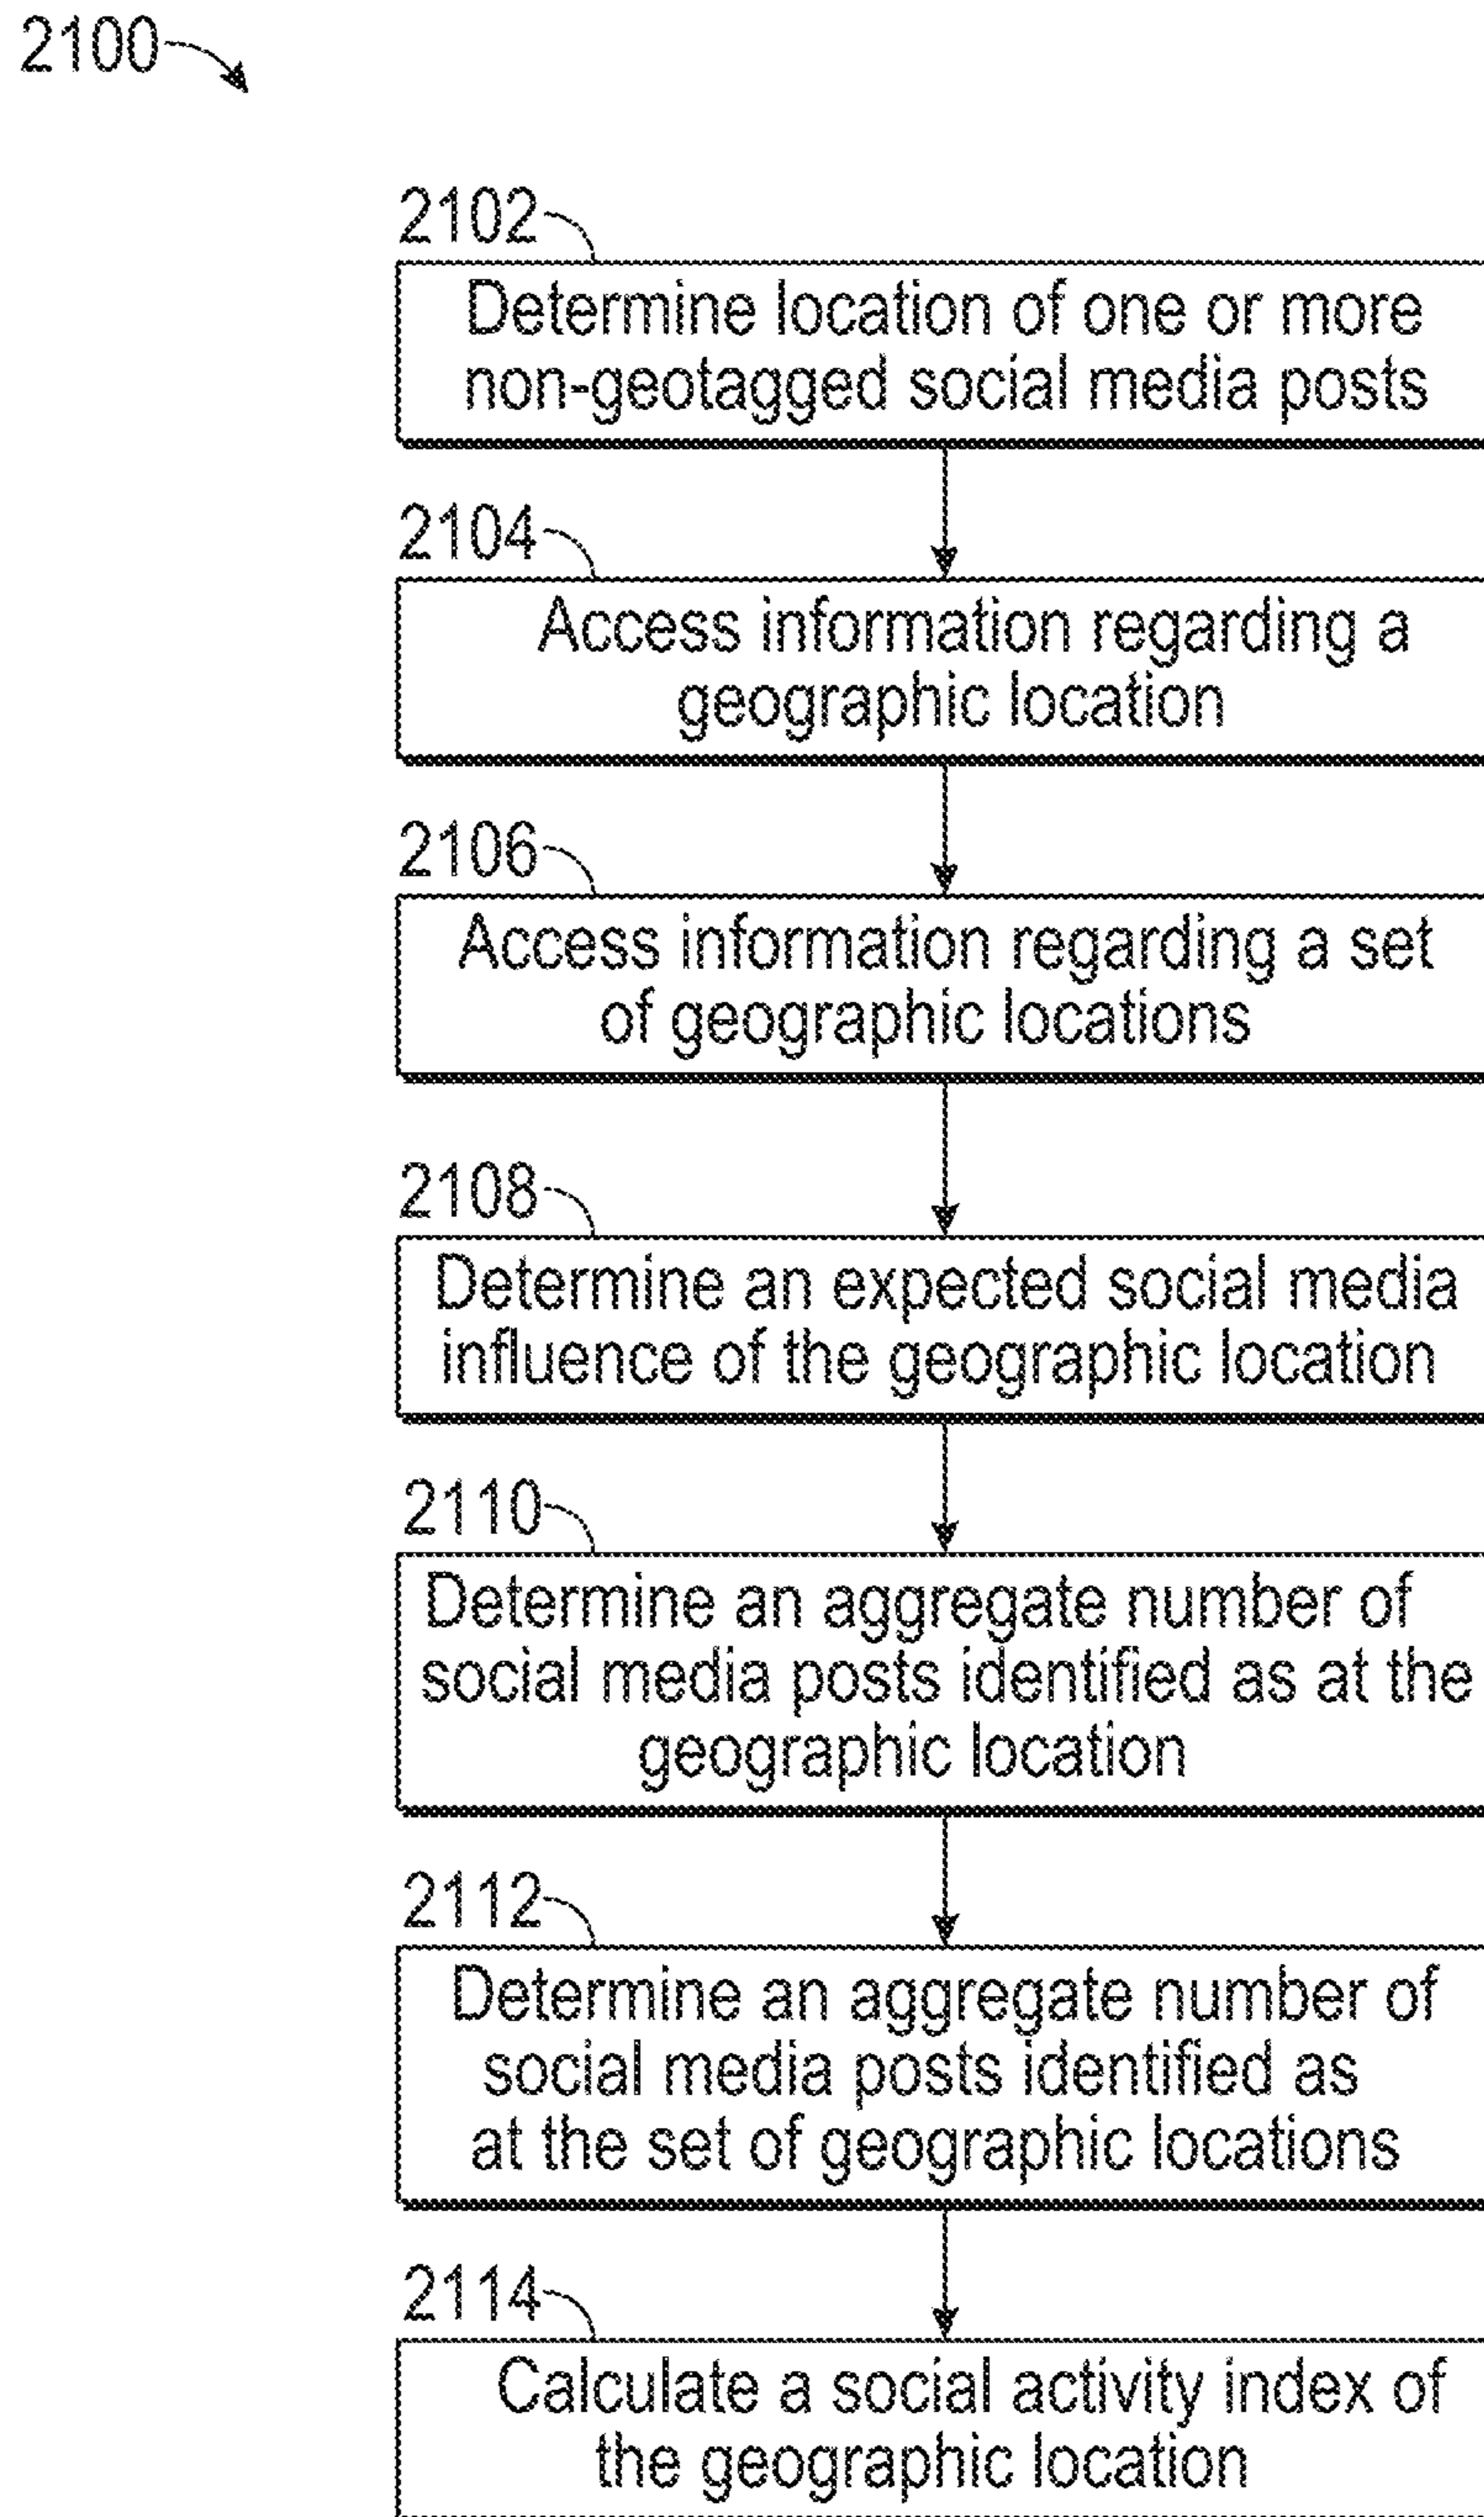 2100
2102
Determine location of one or more
non-geotagged social media posts
2104
Access information regarding a
geographic location
2106
Access information regarding a set
of geographic locations
2108
Determine an expected social media
influence of the geographic location
2110
Determine an aggregate number of
social media posts identified as at the
geographic location
2112
Determine an aggregate number of
social media posts identified as
at the set of geographic locations
2114
Calculate a social activity index of
the geographic location